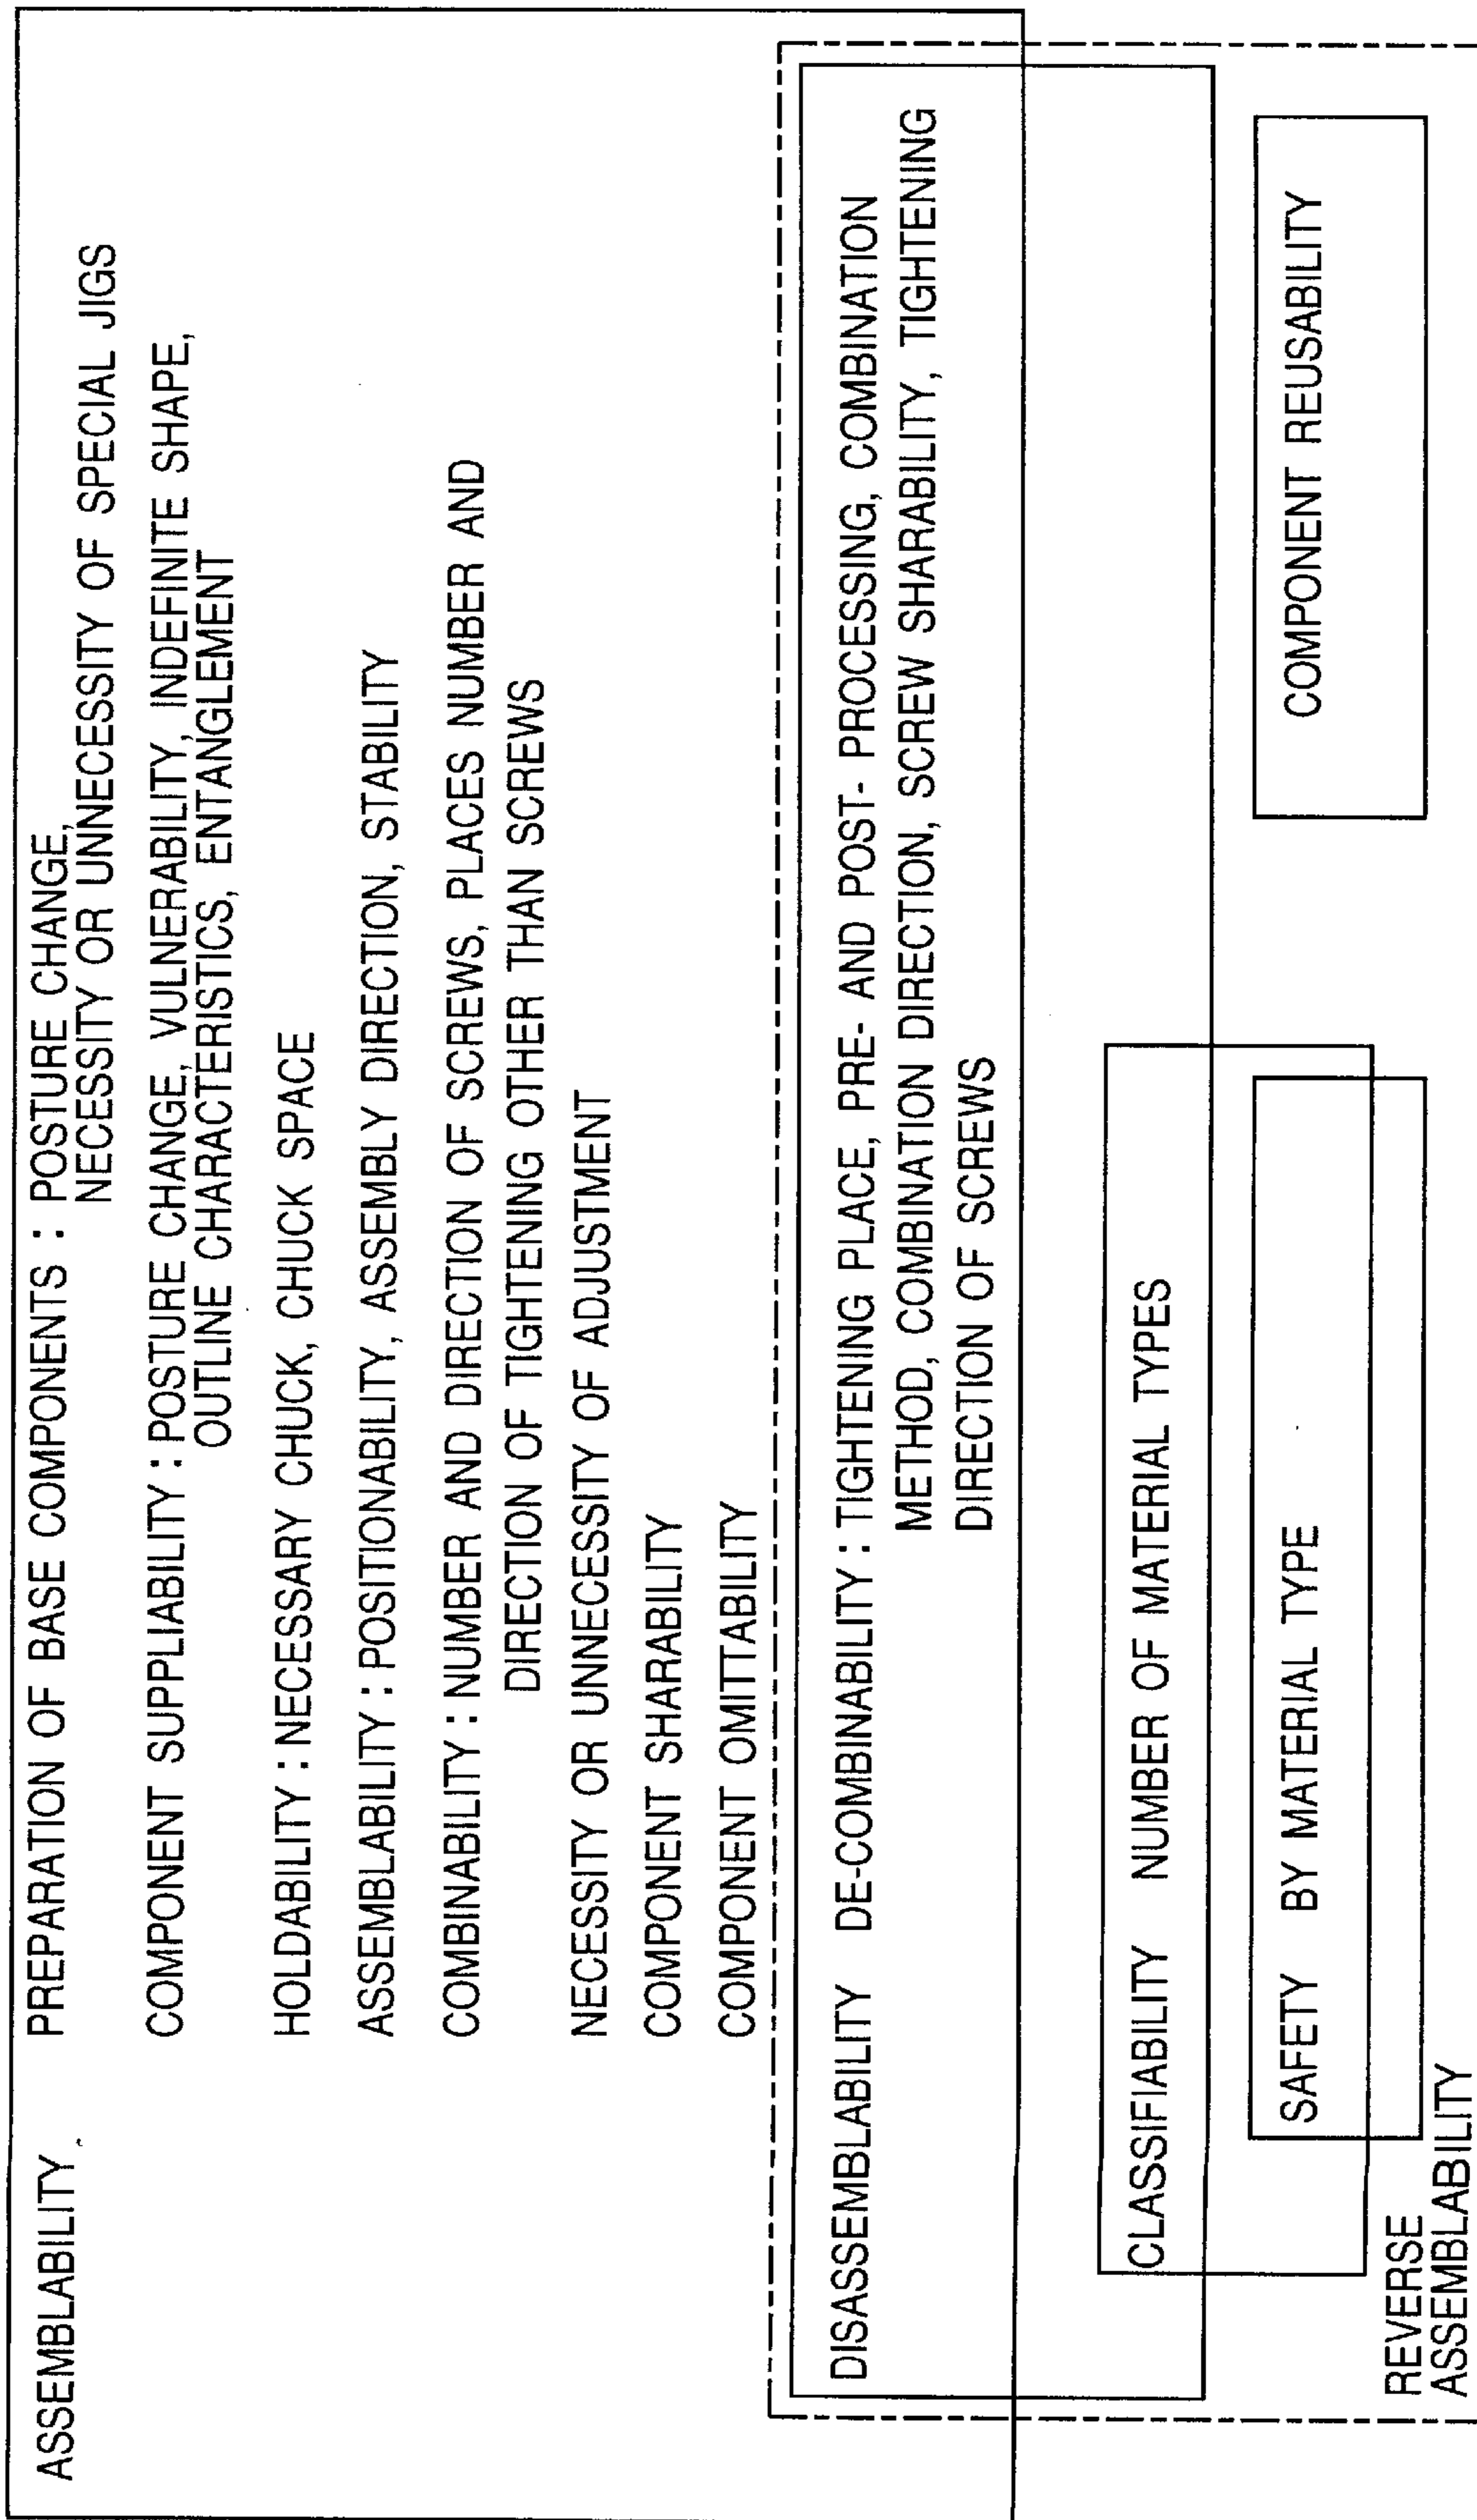 ASSEMBLABILITY PREPARATION OF BASE COMPONENTS : POSTURE CHANGE,
NECESSITY OR UNNECESSITY OF SPECIAL JIGS
COMPONENT SUPPLIABILITY : POSTURE CHANGE, VULNERABILITY, INDEFINITE SHAPE,
OUTLINE CHARACTERISTICS, ENTANGLEMENT
HOLDABILITY : NECESSARY CHUCK, CHUCK SPACE
ASSEMBLABILITY : POSITIONABILITY, ASSEMBLY DIRECTION, STABILITY
COMBINABILITY : NUMBER AND DIRECTION OF SCREWS, PLACES NUMBER AND
DIRECTION OF TIGHTENING OTHER THAN SCREWS
NECESSITY OR UNNECESSITY OF ADJUSTMENT
COMPONENT SHARABILITY
COMPONENT OMITTABILITY
DISASSEMBLABILITY DE-COMBINABILITY : TIGHTENING PLACE, PRE- AND POST- PROCESSING, COMBINATION
METHOD, COMBINATION DIRECTION, SCREW SHARABILITY, TIGHTENING
DIRECTION OF SCREWS
CLASSIFIABILITY NUMBER OF MATERIAL TYPES
SAFETY BY MATERIAL TYPE
COMPONENT REUSABILITY
REVERSE
ASSEMBLABILITY